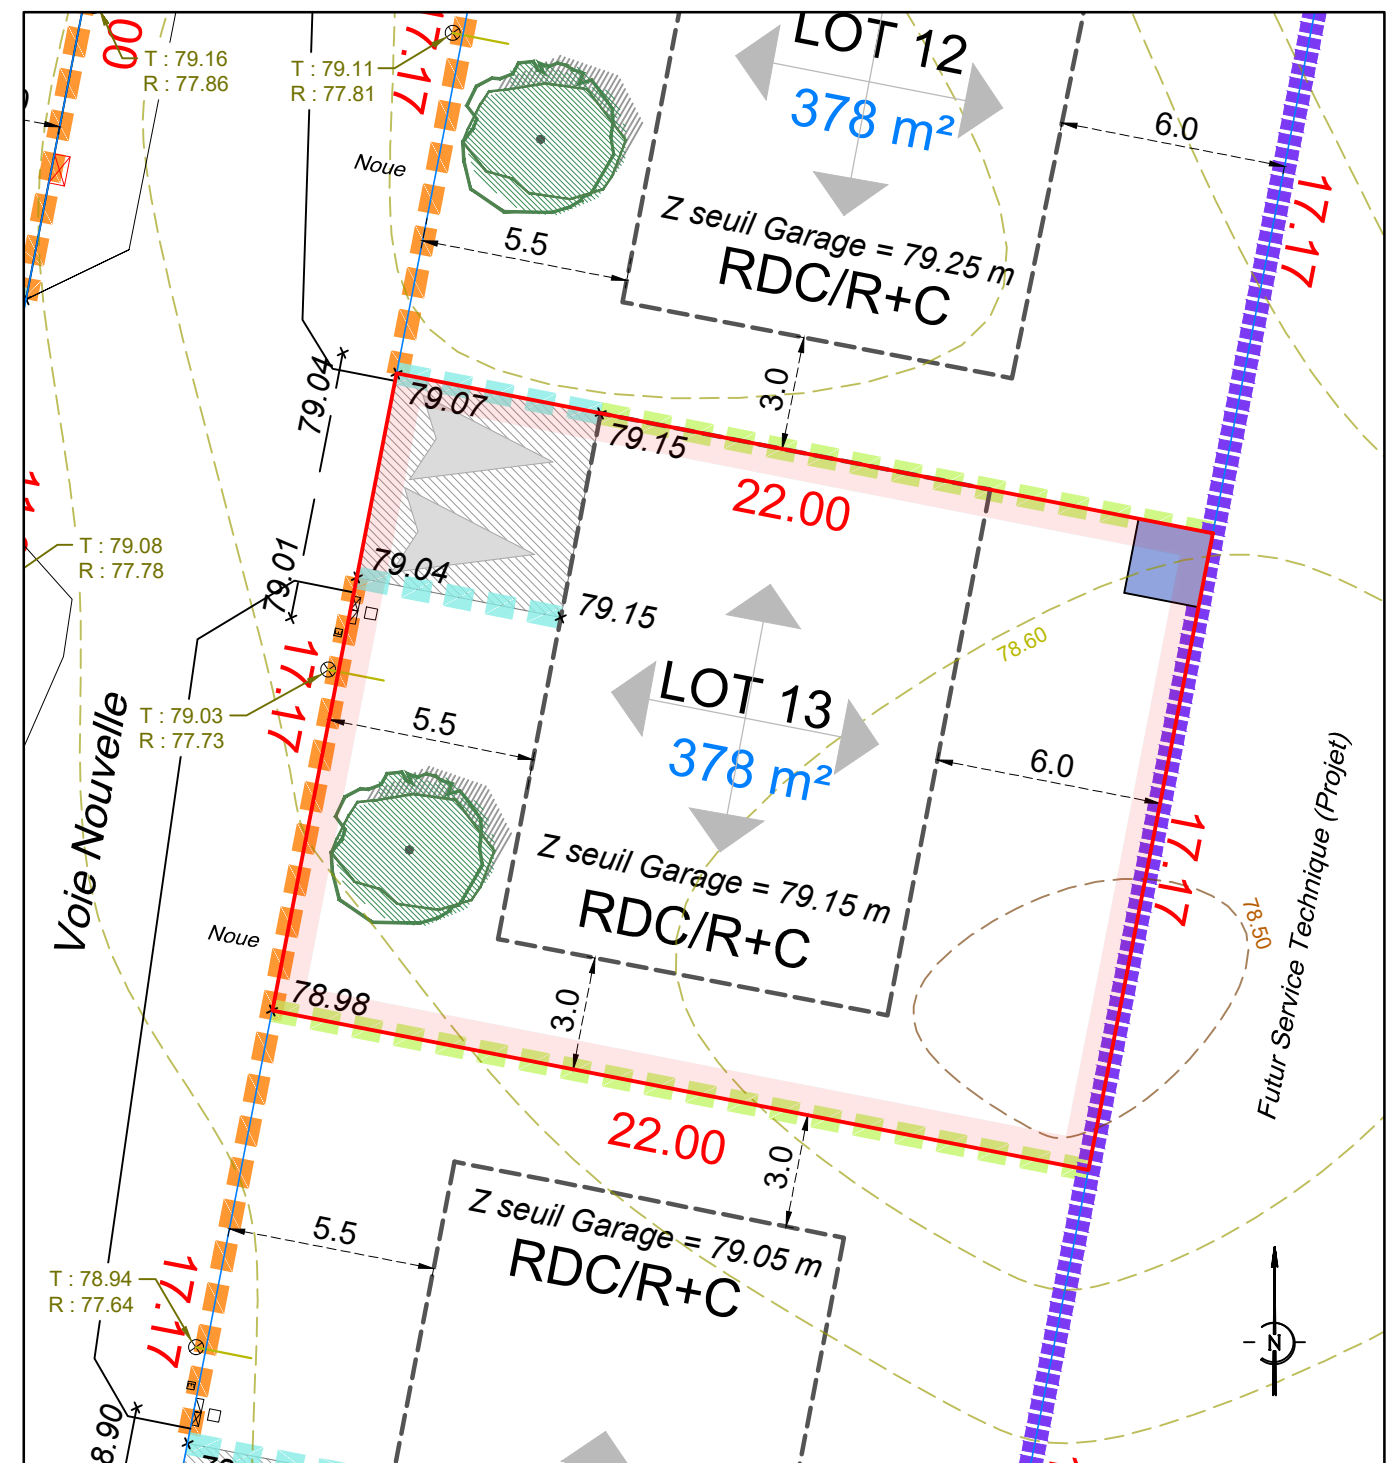 00
T : 79.16
R : 77.86
T : 79.11
R : 77.81
17.17
LOT 12
378 m²
6.0
Noue
17.17
Z seuil Garage = 79.25 m
RDC/R+C
5.5
3.0
79.04
79.07
79.15
22.00
T : 79.08
R : 77.78
79.01
79.04
79.15
78.60
17.17
LOT 13
378 m²
T : 79.03
R : 77.73
5.5
6.0
Voie Nouvelle
Futur Service Technique (Projet)
17.17
Z seuil Garage = 79.15 m
RDC/R+C
78.50
Noue
78.98
3.0
22.00
3.0
Z seuil Garage = 79.05 m
RDC/R+C
5.5
T : 78.94
R : 77.64
17.17
N
8.90